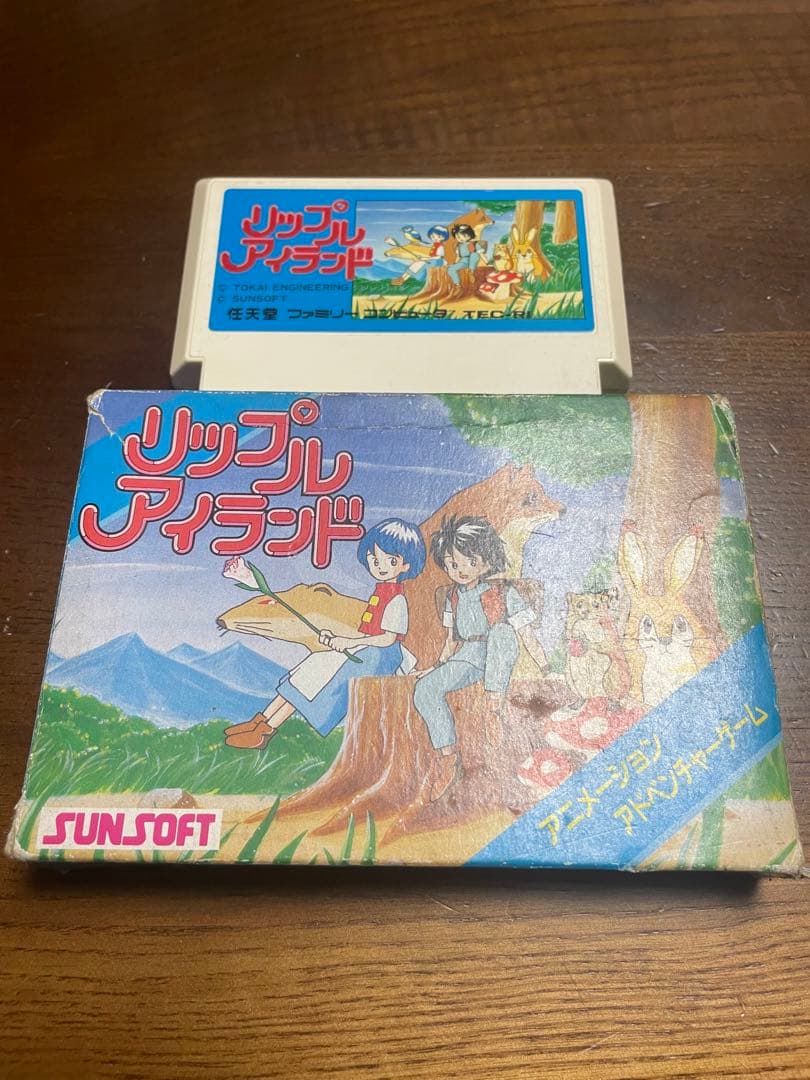 リップル
アイランド
© TOKAI ENGINEERING
© SUNSOFT
任天堂 ファミリーコンピュータ TEC-RI
リップル
アイランド
アニメーション
アドベンチャーゲーム
SUNSOFT